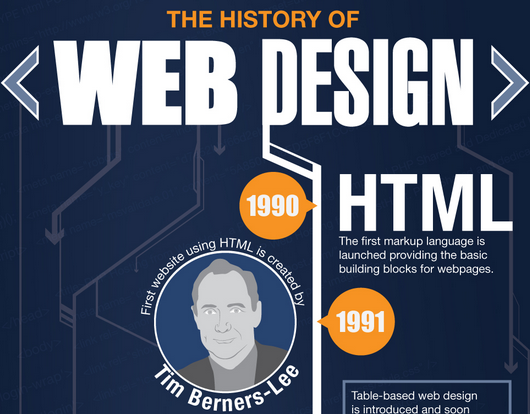 THE HISTORY OF
WEB DESIGN
1990
HTML
The first markup language is
launched providing the basic
building blocks for webpages.
First website using HTML is created by
Tim Berners-Lee
1991
Table-based web design
is introduced and soon